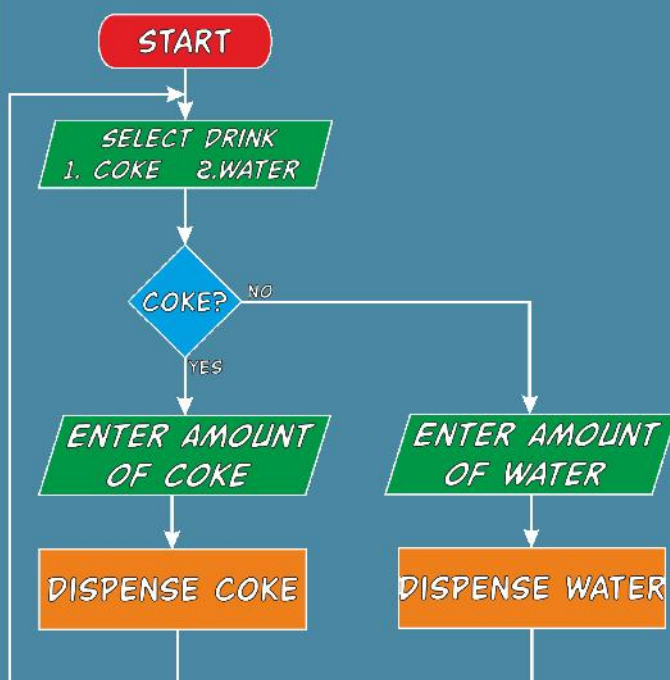 START
SELECT DRINK
1. COKE 2.WATER
COKE?
NO
YES
ENTER AMOUNT
OF COKE
ENTER AMOUNT
OF WATER
DISPENSE COKE
DISPENSE WATER